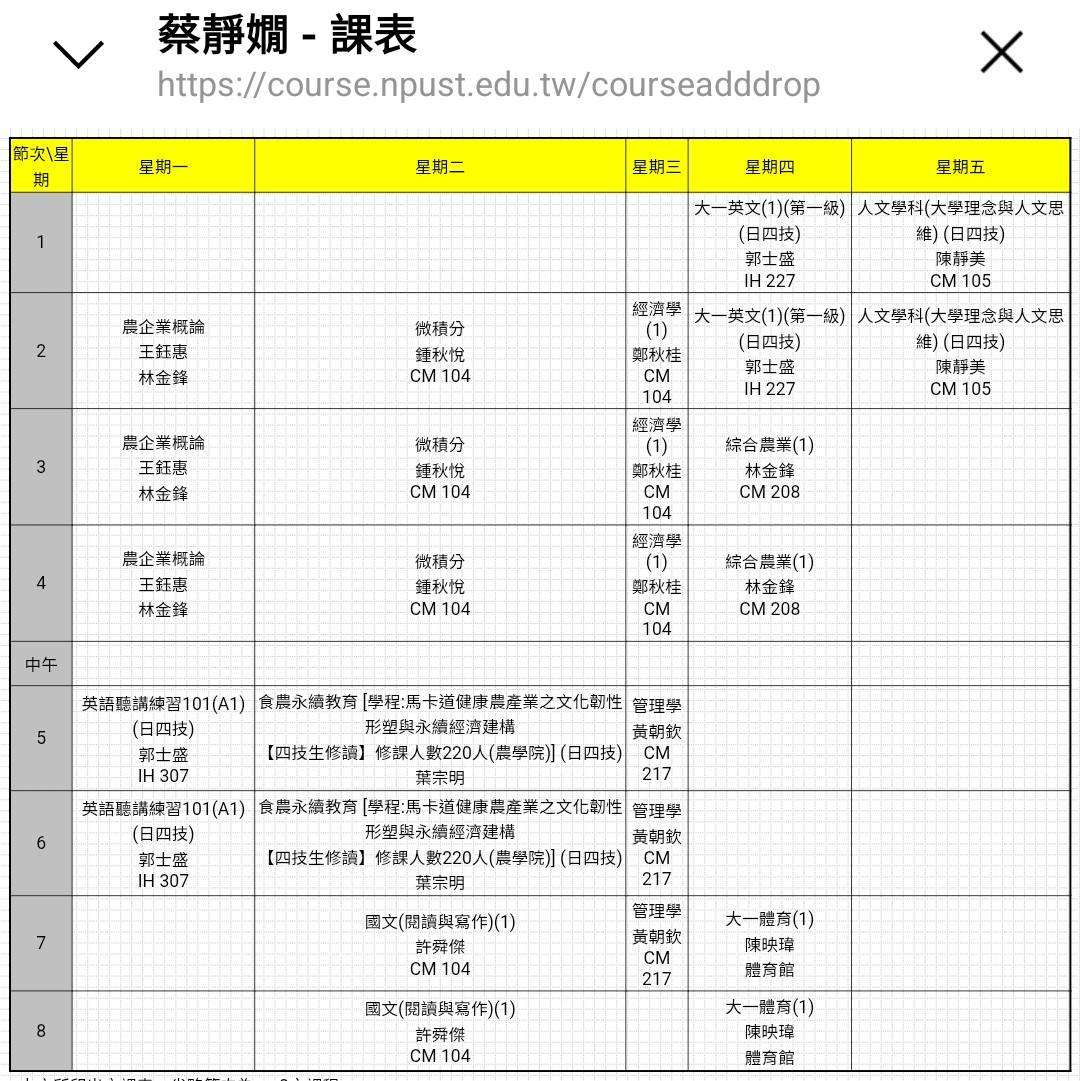 蔡靜嫺 - 課表
https://course.npust.edu.tw/courseadddrop
節次\星期 星期一 星期二 星期三 星期四 星期五
1
大一英文(1)(第一級)
(日四技)
郭士盛
IH 227
人文學科(大學理念與人文思
維) (日四技)
陳靜美
CM 105
2
農企業概論
王鈺惠
林金鋒
微積分
鍾秋悅
CM 104
經濟學
(1)
鄭秋桂
CM
104
大一英文(1)(第一級)
(日四技)
郭士盛
IH 227
人文學科(大學理念與人文思
維) (日四技)
陳靜美
CM 105
3
農企業概論
王鈺惠
林金鋒
微積分
鍾秋悅
CM 104
經濟學
(1)
鄭秋桂
CM
104
綜合農業(1)
林金鋒
CM 208
4
農企業概論
王鈺惠
林金鋒
微積分
鍾秋悅
CM 104
經濟學
(1)
鄭秋桂
CM
104
綜合農業(1)
林金鋒
CM 208
中午
5
英語聽講練習101(A1)
(日四技)
郭士盛
IH 307
食農永續教育 [學程:馬卡道健康農產業之文化韌性
形塑與永續經濟建構
【四技生修讀】修課人數220人(農學院)] (日四技)
葉宗明
管理學
黃朝欽
CM
217
6
英語聽講練習101(A1)
(日四技)
郭士盛
IH 307
食農永續教育 [學程:馬卡道健康農產業之文化韌性
形塑與永續經濟建構
【四技生修讀】修課人數220人(農學院)] (日四技)
葉宗明
管理學
黃朝欽
CM
217
7
國文(閱讀與寫作)(1)
許舜傑
CM 104
管理學
黃朝欽
CM
217
大一體育(1)
陳映瑋
體育館
8
國文(閱讀與寫作)(1)
許舜傑
CM 104
大一體育(1)
陳映瑋
體育館